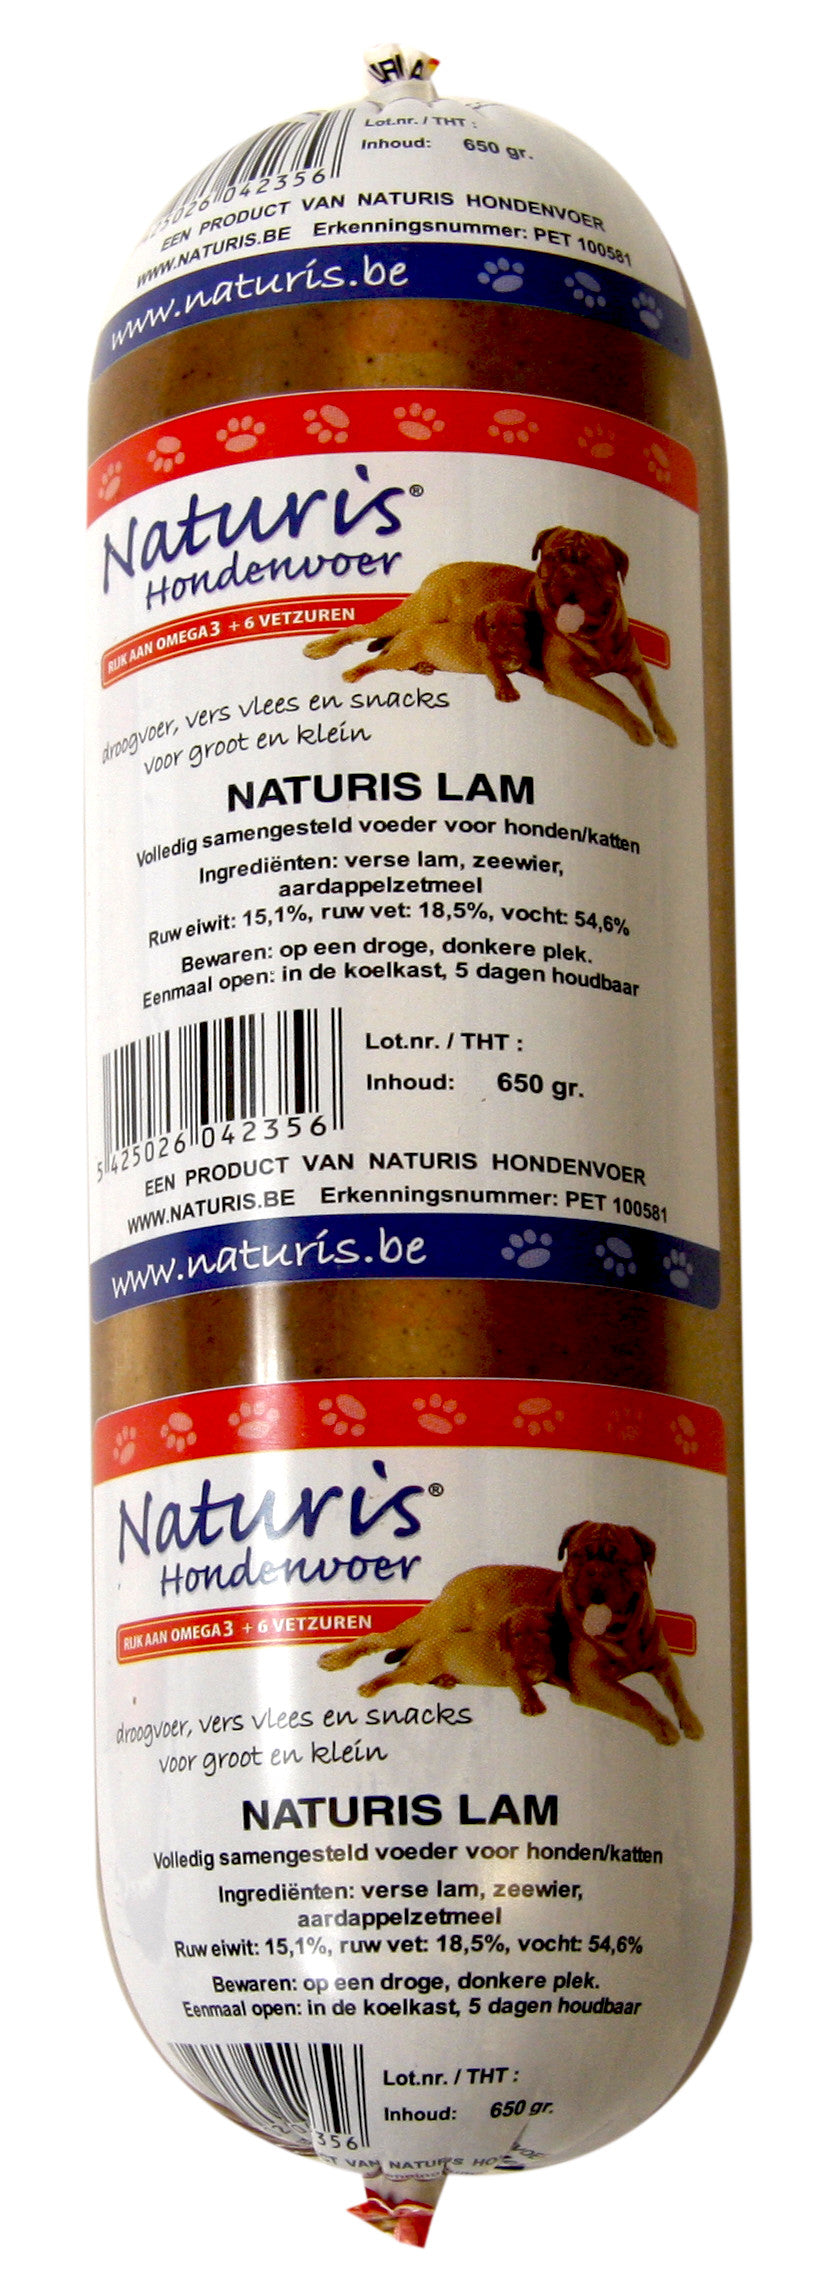 Lot.nr. / THT :
Inhoud: 650 gr.
042356
EEN PRODUCT VAN NATURIS HONDENVOER
WWW.NATURIS.BE Erkenningsnummer: PET 100581
www.naturis.be
Naturis®
Hondenvoer
RIJK AAN OMEGA 3 + 6 VETZUREN
droogvoer, vers vlees en snacks
voor groot en klein
NATURIS LAM
Volledig samengesteld voeder voor honden/katten
Ingrediënten: verse lam, zeewier,
aardappelzetmeel
Ruw eiwit: 15,1%, ruw vet: 18,5%, vocht: 54,6%
Bewaren: op een droge, donkere plek.
Eenmaal open: in de koelkast, 5 dagen houdbaar
Lot.nr. / THT :
Inhoud: 650 gr.
5 425026 042356
EEN PRODUCT VAN NATURIS HONDENVOER
WWW.NATURIS.BE Erkenningsnummer: PET 100581
www.naturis.be
Naturis®
Hondenvoer
RIJK AAN OMEGA 3 + 6 VETZUREN
droogvoer, vers vlees en snacks
voor groot en klein
NATURIS LAM
Volledig samengesteld voeder voor honden/katten
Ingrediënten: verse lam, zeewier,
aardappelzetmeel
Ruw eiwit: 15,1%, ruw vet: 18,5%, vocht: 54,6%
Bewaren: op een droge, donkere plek.
Eenmaal open: in de koelkast, 5 dagen houdbaar
Lot.nr. / THT :
Inhoud: 650 gr.
356
VAN NATURIS